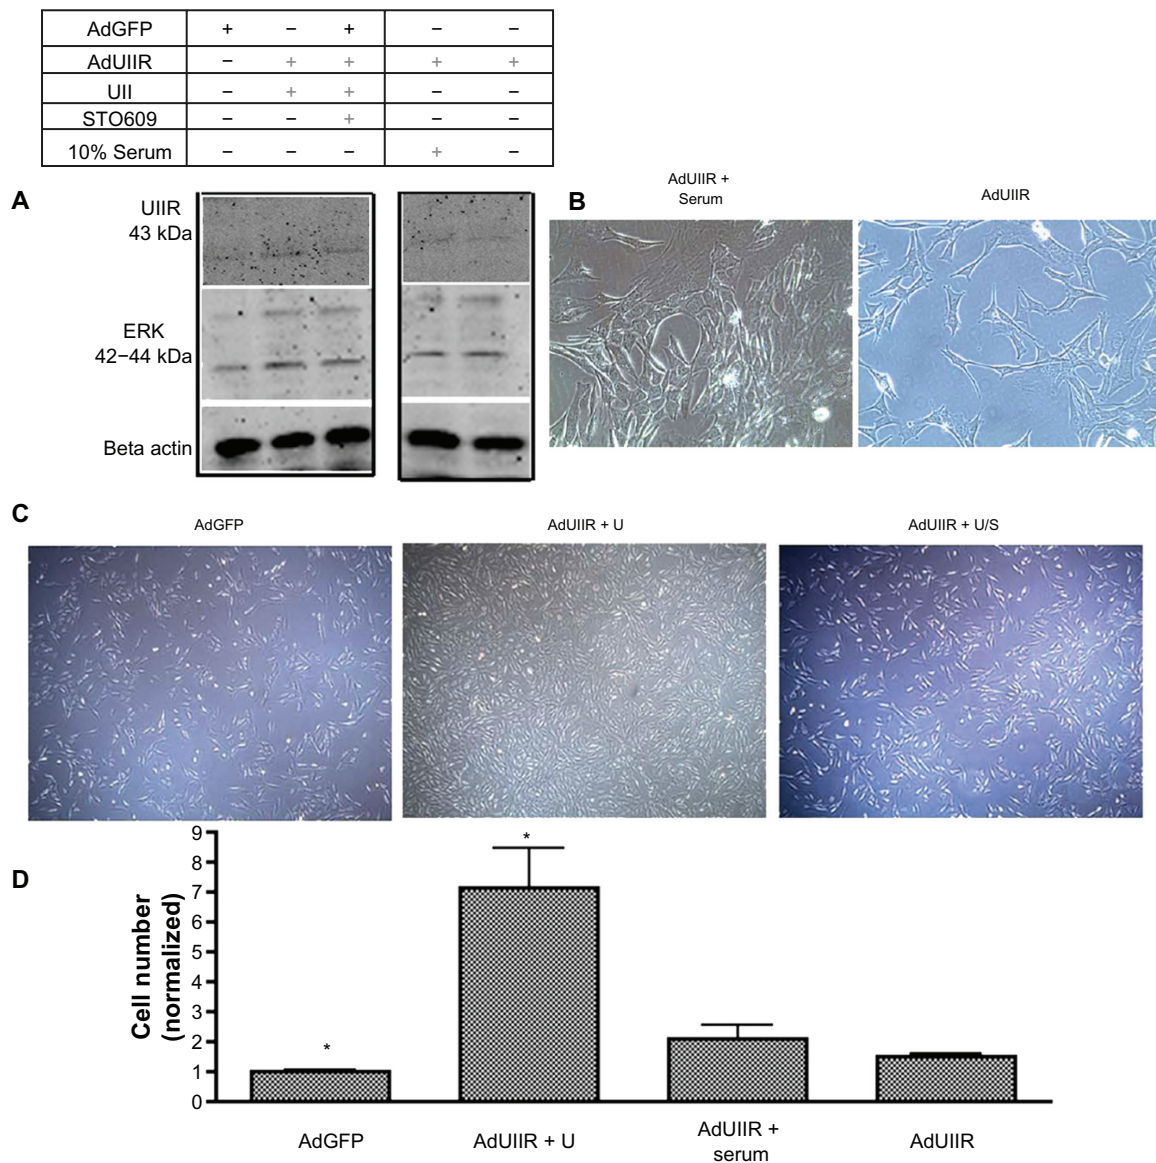 AdGFP + − + − −
AdUIIR − + + + +
UII − + + − −
STO609 − − + − −
10% Serum − − − + −
A
UIIR
43 kDa
ERK
42−44 kDa
Beta actin
B
AdUIIR +
Serum
AdUIIR
C
AdGFP
AdUIIR + U
AdUIIR + U/S
D
Cell number
(normalized)
9
8
7
6
5
4
3
2
1
0
*
*
AdGFP
AdUIIR + U
AdUIIR +
serum
AdUIIR